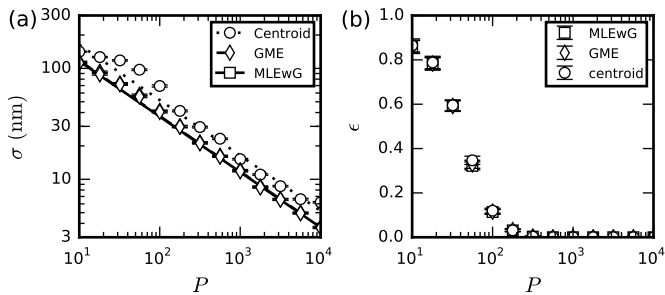 (a)
300
100
30
10
3
σ (nm)
Centroid
GME
MLEwG
10^1
10^2
10^3
10^4
P
(b)
1.0
0.8
0.6
0.4
0.2
0.0
ϵ
MLEwG
GME
centroid
10^1
10^2
10^3
10^4
P